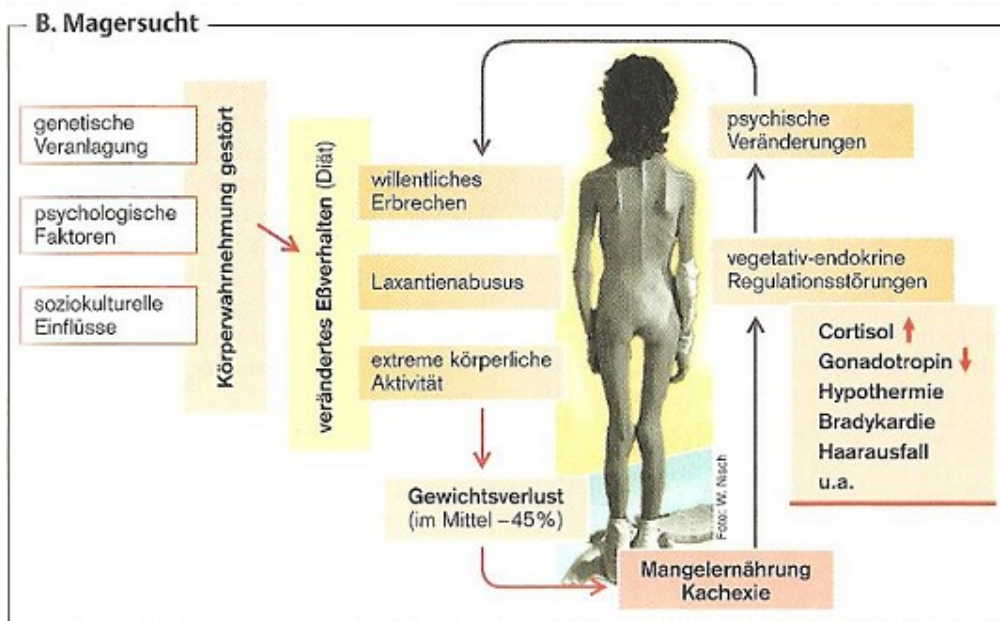 B. Magersucht
genetische
Veranlagung
psychologische
Faktoren
soziokulturelle
Einflüsse
Körperwahrnehmung gestört
verändertes Eßverhalten (Diät)
willentliches
Erbrechen
Laxantienabusus
extreme körperliche
Aktivität
Gewichtsverlust
(im Mittel –45%)
Mangelernährung
Kachexie
psychische
Veränderungen
vegetativ-endokrine
Regulationsstörungen
Cortisol ↑
Gonadotropin ↓
Hypothermie
Bradykardie
Haarausfall
u.a.
Foto: W. Nisch